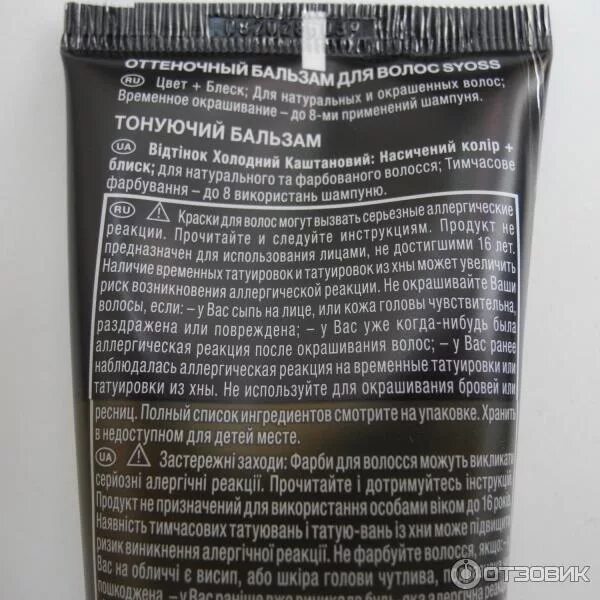 ОТТЕНОЧНЫЙ БАЛЬЗАМ ДЛЯ ВОЛОС SYOSS
RU Цвет + Блеск; Для натуральных и окрашенных волос;
Временное окрашивание – до 8-ми применений шампуня.
ТОНУЮЧИЙ БАЛЬЗАМ
UA Відтінок Холодний Каштановий: Насичений колір +
блиск; для натурального та фарбованого волосся; Тимчасове
фарбування – до 8 використань шампуню.
RU Краски для волос могут вызвать серьезные аллергические
реакции. Прочитайте и следуйте инструкциям. Продукт не
предназначен для использования лицами, не достигшими 16 лет.
Наличие временных татуировок и татуировок из хны может увеличить
риск возникновения аллергической реакции. Не окрашивайте Ваши
волосы, если: – у Вас сыпь на лице, или кожа головы чувствительна,
раздражена или повреждена; – у Вас уже когда-нибудь была
аллергическая реакция после окрашивания волос; – у Вас ранее
наблюдалась аллергическая реакция на временные татуировки или
татуировки из хны. Не используйте для окрашивания бровей или
ресниц. Полный список ингредиентов смотрите на упаковке. Хранить
в недоступном для детей месте.
UA Застережні заходи: Фарби для волосся можуть викликати
серйозні алергічні реакції. Прочитайте і дотримуйтесь інструкцій.
Продукт не призначений для використання особами віком до 16 років.
Наявність тимчасових татуювань і татую-вань із хни може підвищити
ризик виникнення алергічної реакції. Не фарбуйте волосся, якщо: –
Вас на обличчі є висип, або шкіра голови чутлива,
пошкоджена, – у Вас раніше вже виникала будь-яка алергічна реакція
ОТЗОВИК